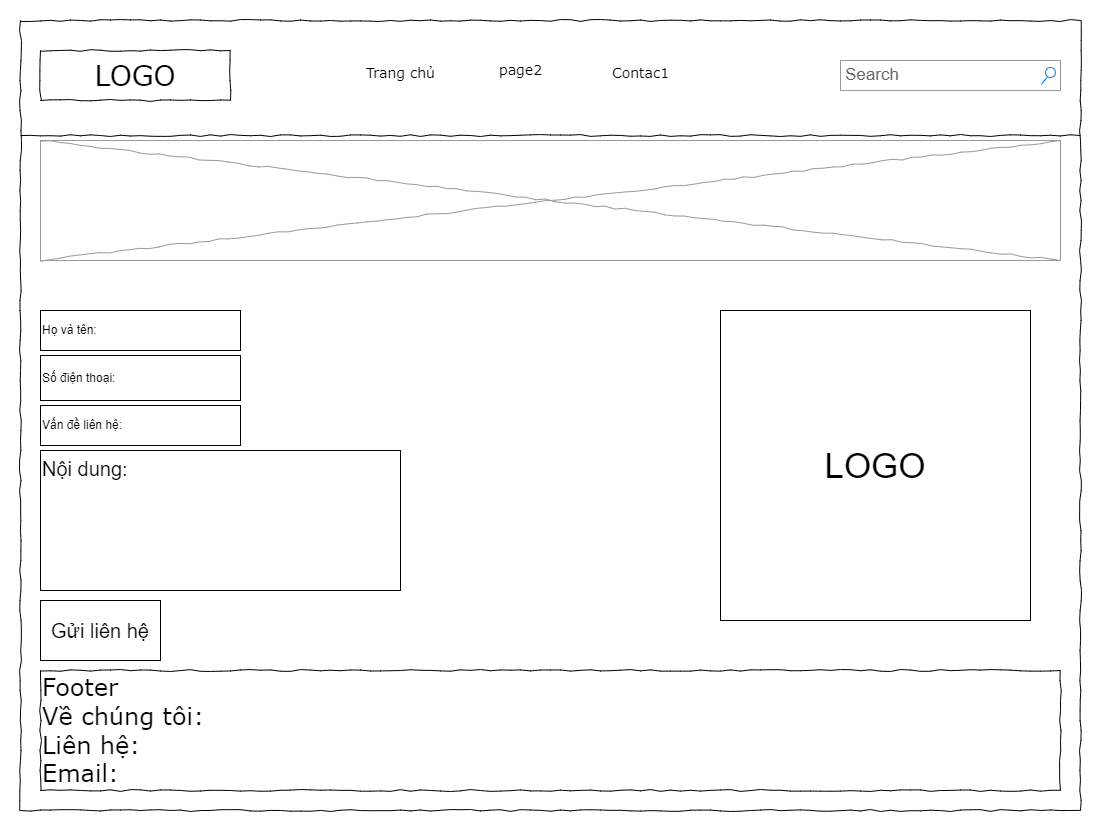 LOGO
Trang chủ
page2
Contac1
Search
Họ và tên:
Số điện thoại:
Vấn đề liên hệ:
Nội dung:
LOGO
Gửi liên hệ
Footer
Về chúng tôi:
Liên hệ:
Email: